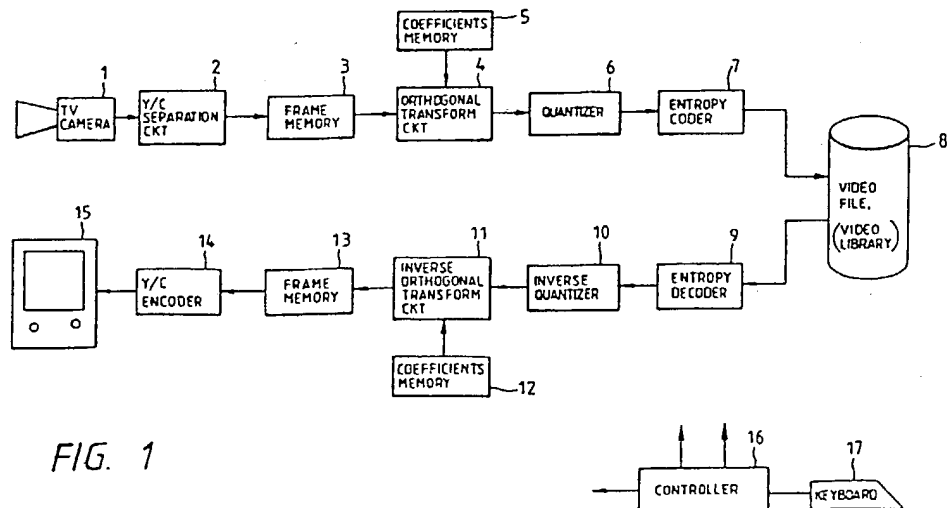 5
COEFFICIENTS
MEMORY
1
2
3
4
6
7
TV
CAMERA
Y/C
SEPARATION
CKT
FRAME
MEMORY
ORTHOGONAL
TRANSFORM
CKT
QUANTIZER
ENTROPY
CODER
8
VIDEO
FILE,
(VIDEO
LIBRARY)
15
14
13
11
10
9
Y/C
ENCODER
FRAME
MEMORY
INVERSE
ORTHOGONAL
TRANSFORM
CKT
INVERSE
QUANTIZER
ENTROPY
DECODER
COEFFICIENTS
MEMORY
12
FIG. 1
16
17
CONTROLLER
KEYBOARD